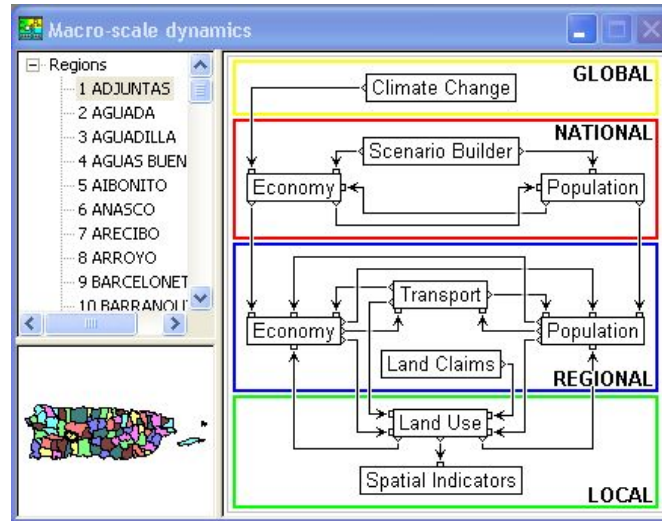 Macro-scale dynamics
Regions
1 ADJUNTAS
2 AGUADA
3 AGUADILLA
4 AGUAS BUEN
5 AIBONITO
6 ANASCO
7 ARECIBO
8 ARROYO
9 BARCELONET
10 BARRANQUIT
GLOBAL
Climate Change
NATIONAL
Scenario Builder
Economy
Population
Transport
Economy
Population
Land Claims
REGIONAL
Land Use
Spatial Indicators
LOCAL